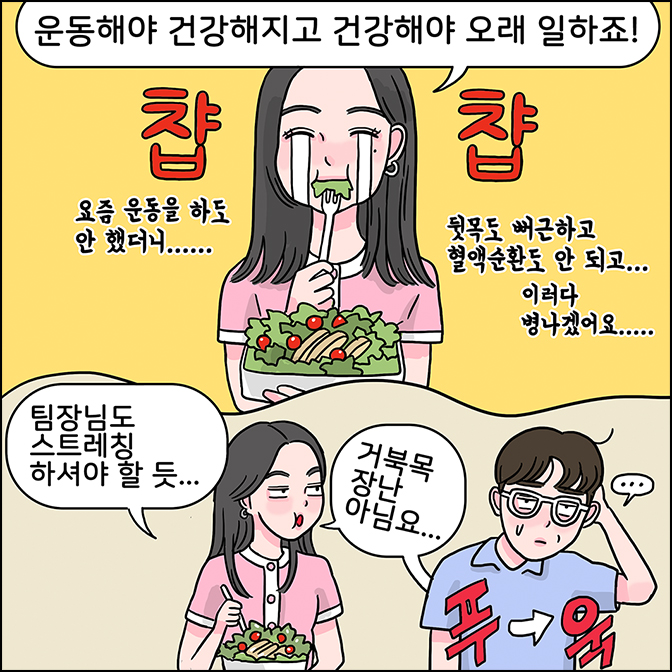 운동해야 건강해지고 건강해야 오래 일하죠!
챱
챱
요즘 운동을 하도
안 했더니......
뒷목도 뻐근하고
혈액순환도 안 되고...
이러다
병나겠어요.....
팀장님도
스트레칭
하셔야 할 듯...
거북목
장난
아님요...
...
푸 → 욱